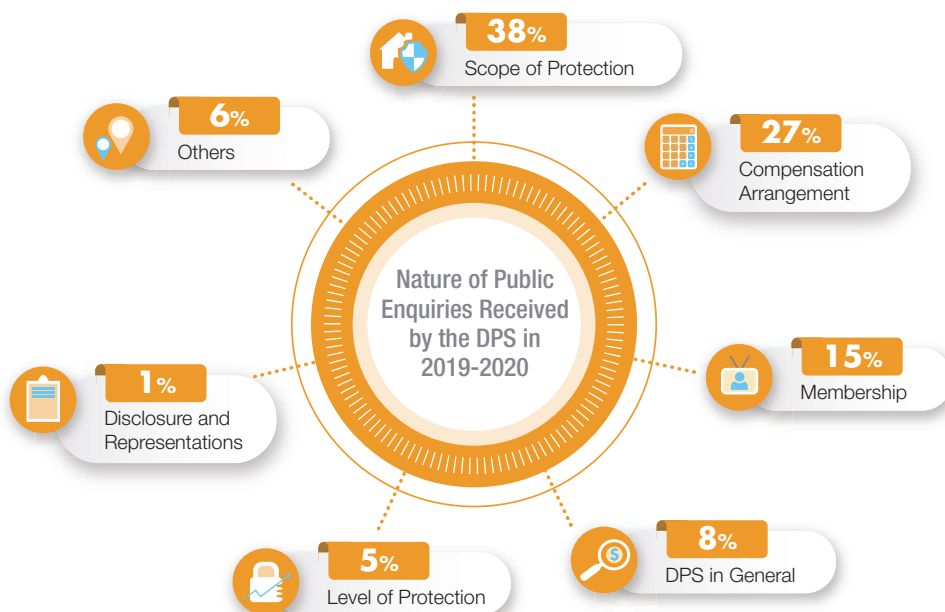 38%
Scope of Protection
27%
Compensation
Arrangement
15%
Membership
8%
DPS in General
5%
Level of Protection
1%
Disclosure and
Representations
6%
Others
Nature of Public
Enquiries Received
by the DPS in
2019-2020